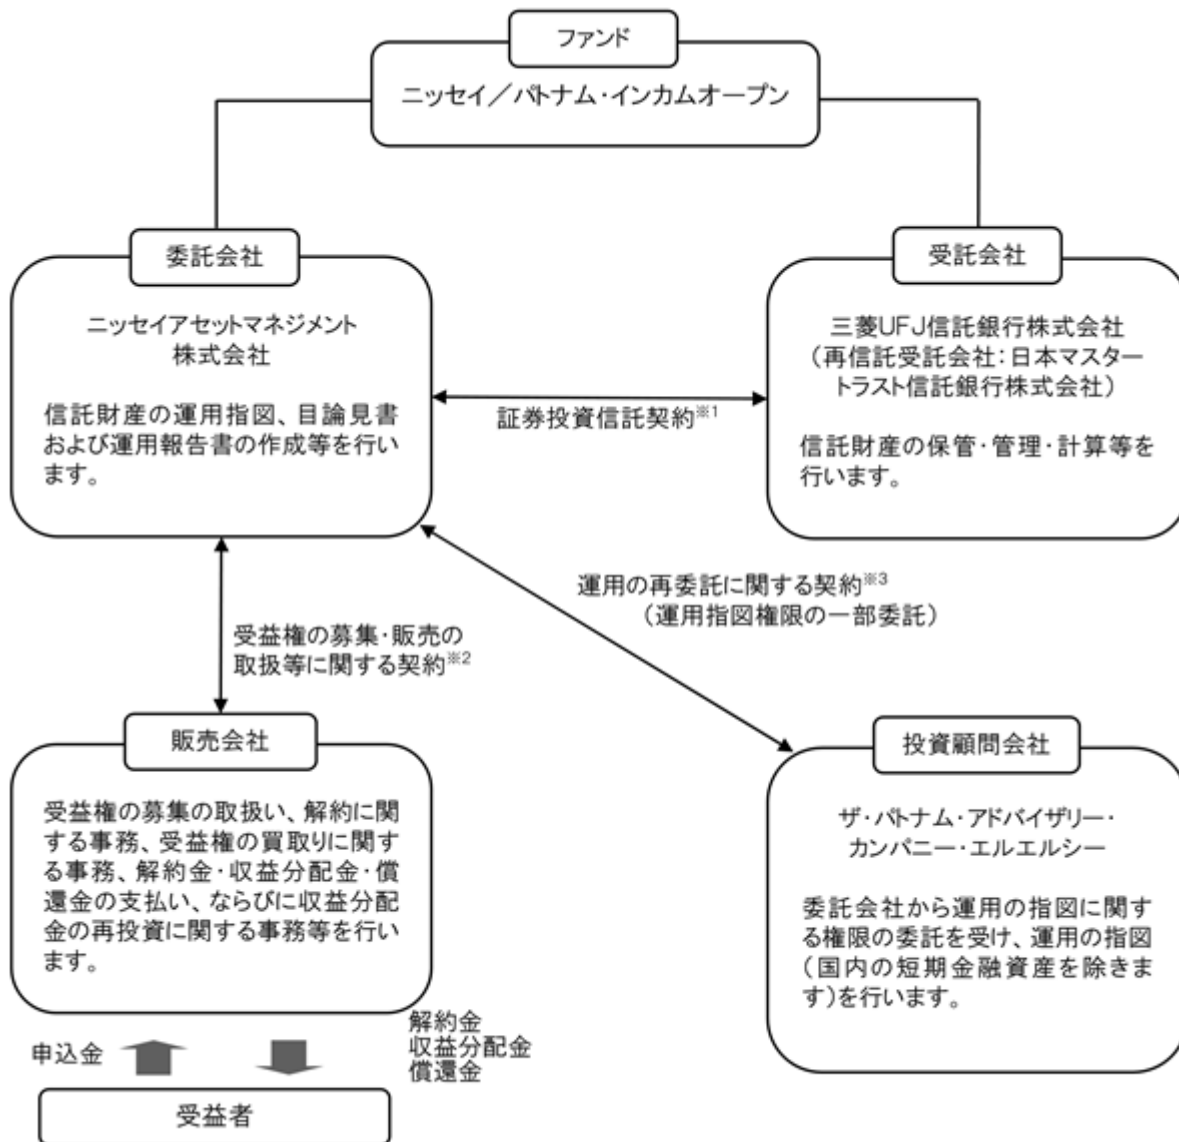 ファンド
ニッセイ／パトナム・インカムオープン
委託会社
ニッセイアセットマネジメント
株式会社
信託財産の運用指図、目論見書
および運用報告書の作成等を行い
ます。
受託会社
三菱UFJ信託銀行株式会社
（再信託受託会社：日本マスター
トラスト信託銀行株式会社）
信託財産の保管・管理・計算等を
行います。
証券投資信託契約※1
運用の再委託に関する契約※3
（運用指図権限の一部委託）
受益権の募集・販売の
取扱等に関する契約※2
販売会社
受益権の募集の取扱い、解約に関
する事務、受益権の買取りに関す
る事務、解約金・収益分配金・償
還金の支払い、ならびに収益分配
金の再投資に関する事務等を行い
ます。
投資顧問会社
ザ・パトナム・アドバイザリー・
カンパニー・エルエルシー
委託会社から運用の指図に関す
る権限の委託を受け、運用の指図
（国内の短期金融資産を除きま
す）を行います。
申込金
解約金
収益分配金
償還金
受益者